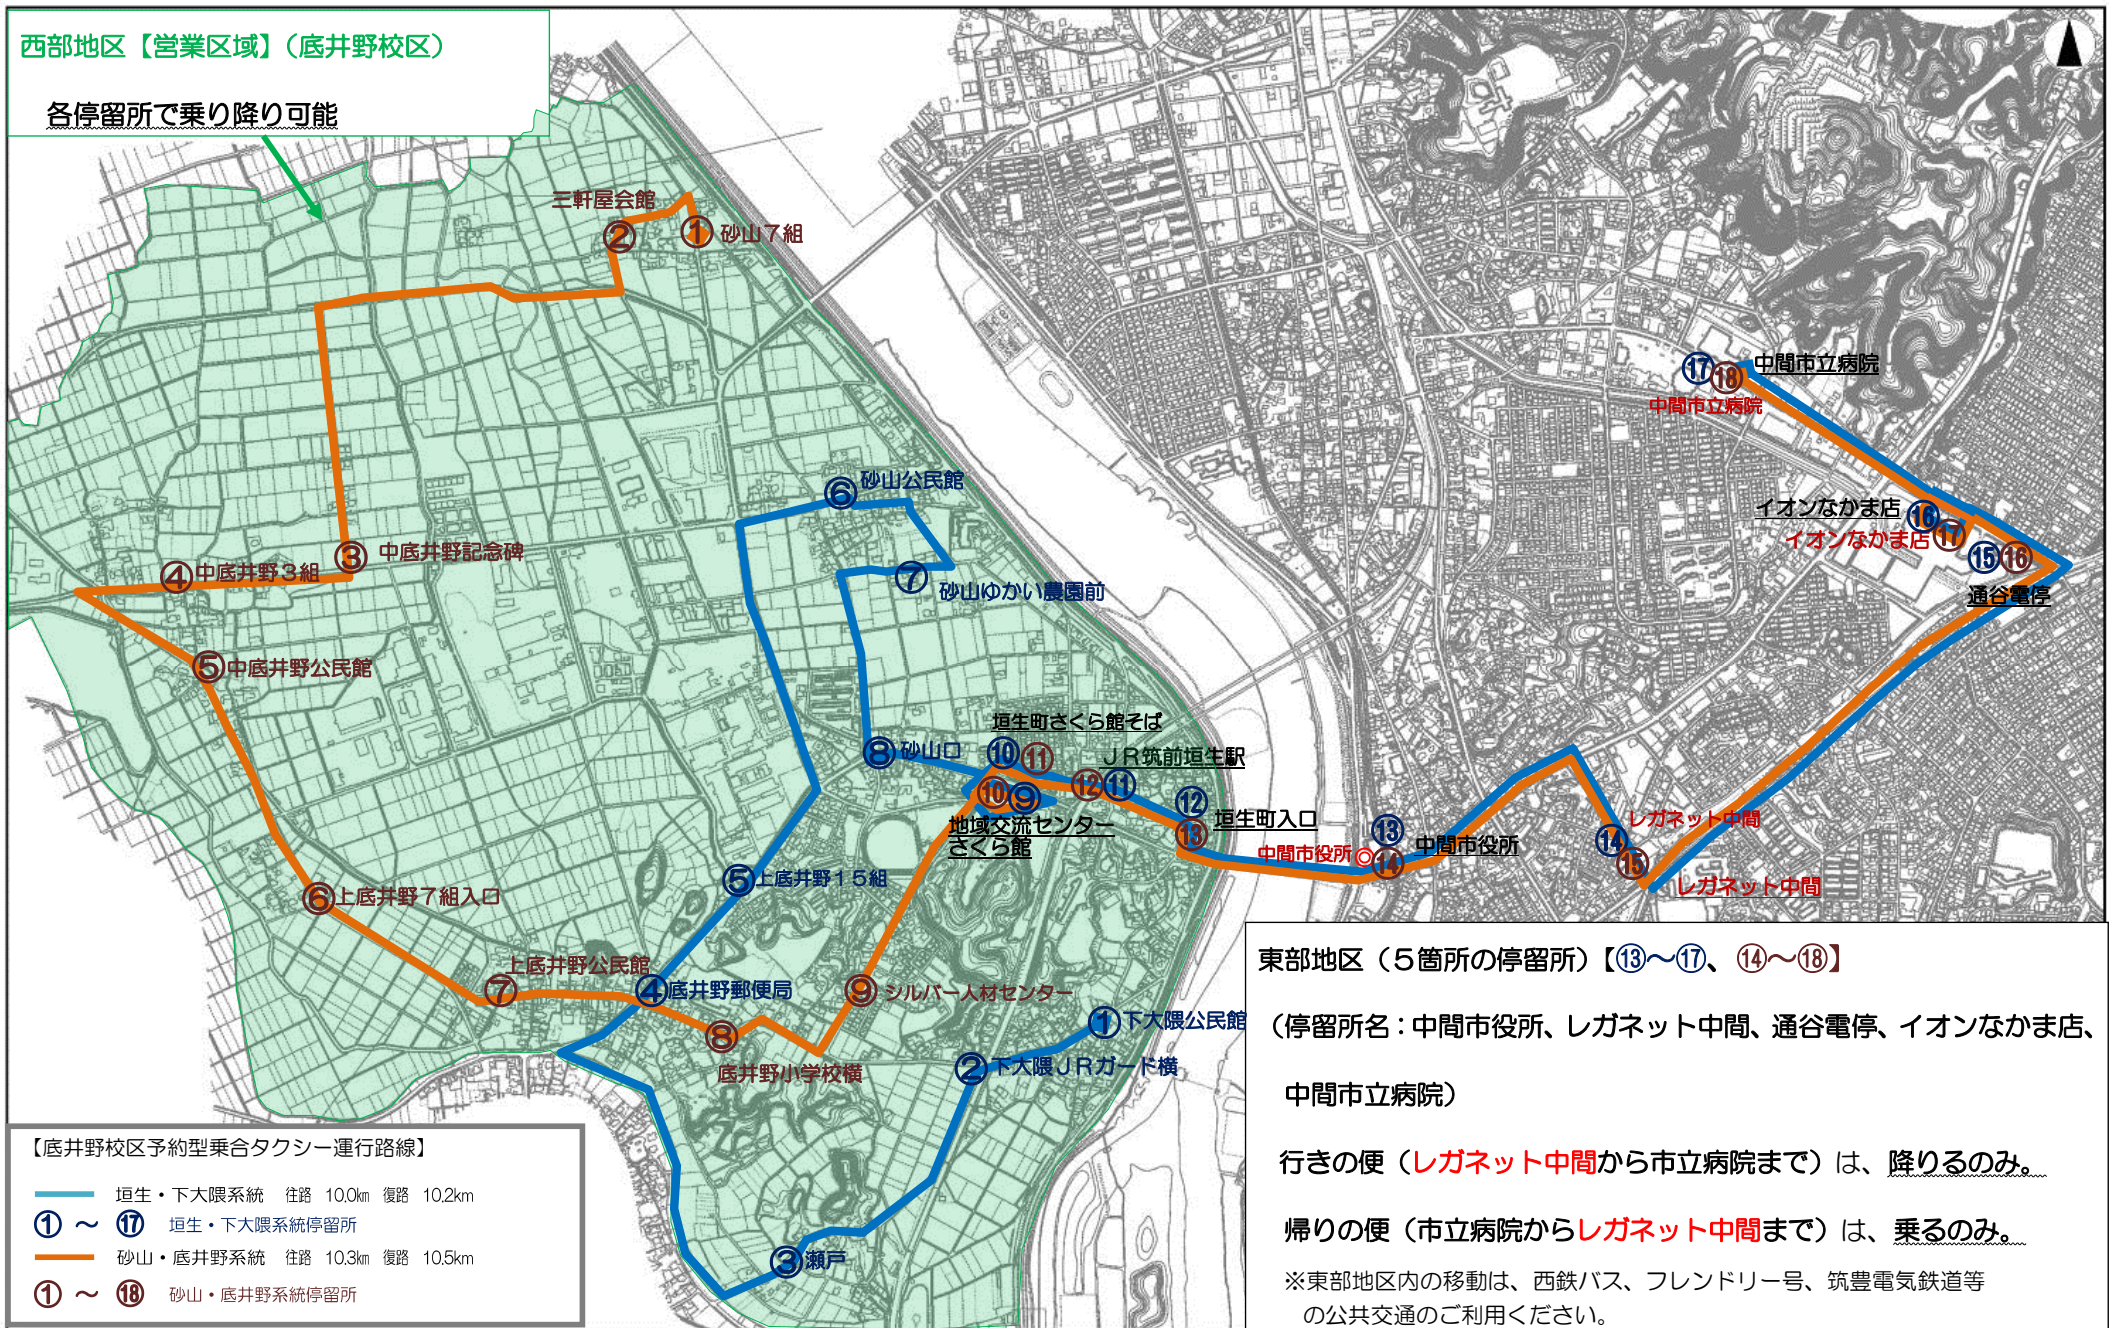 西部地区【営業区域】（底井野校区）
各停留所で乗り降り可能
三軒屋会館
② ① 砂山７組
⑰ ⑱ 中間市立病院
中間市立病院
⑥ 砂山公民館
イオンなかま店 ⑯
イオンなかま店 ⑰
⑮ ⑯
通谷電停
③ 中底井野記念碑
④ 中底井野３組
⑦ 砂山ゆかい農園前
⑤ 中底井野公民館
垣生町さくら館そば
⑩ ⑪
⑧ 砂山口
ＪＲ筑前垣生駅
⑫ ⑪
⑩ ⑨
地域交流センター
さくら館
⑫
⑬ 垣生町入口
⑬
中間市役所 ◎ ⑭ 中間市役所
レガネット中間
⑭
⑮
レガネット中間
⑤ 上底井野１５組
⑥ 上底井野７組入口
上底井野公民館
⑦
④ 底井野郵便局
⑨ シルバー人材センター
⑧
底井野小学校横
① 下大隈公民館
② 下大隈ＪＲガード横
③ 瀬戸
【底井野校区予約型乗合タクシー運行路線】
垣生・下大隈系統 往路 10.0㎞ 復路 10.2km
① ～ ⑰ 垣生・下大隈系統停留所
砂山・底井野系統 往路 10.3㎞ 復路 10.5km
① ～ ⑱ 砂山・底井野系統停留所
東部地区（５箇所の停留所）【⑬～⑰、⑭～⑱】
（停留所名：中間市役所、レガネット中間、通谷電停、イオンなかま店、
中間市立病院）
行きの便（レガネット中間から市立病院まで）は、降りるのみ。
帰りの便（市立病院からレガネット中間まで）は、乗るのみ。
※東部地区内の移動は、西鉄バス、フレンドリー号、筑豊電気鉄道等
の公共交通のご利用ください。